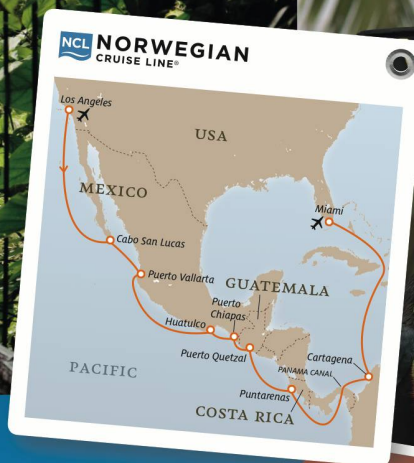 NCL NORWEGIAN
CRUISE LINE®
Los Angeles
USA
MEXICO
Miami
Cabo San Lucas
Puerto Vallarta
GUATEMALA
Puerto
Chiapas
Huatulco
Puerto Quetzal
Cartagena
PANAMA CANAL
PACIFIC
Puntarenas
COSTA RICA